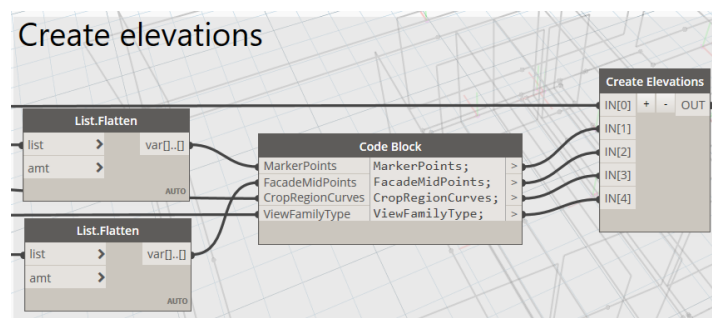 Create elevations
List.Flatten
list > var[]..[]
amt >
AUTO
List.Flatten
list > var[]..[]
amt >
AUTO
Code Block
MarkerPoints MarkerPoints; >
FacadeMidPoints FacadeMidPoints; >
CropRegionCurves CropRegionCurves; >
ViewFamilyType ViewFamilyType; >
Create Elevations
IN[0] + - OUT
IN[1]
IN[2]
IN[3]
IN[4]